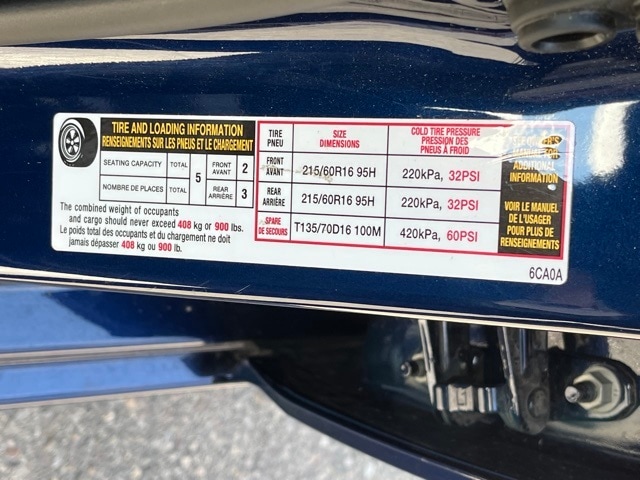 TIRE AND LOADING INFORMATION
RENSEIGNEMENTS SUR LES PNEUS ET LE CHARGEMENT
SEATING CAPACITY TOTAL 5 FRONT AVANT 2
NOMBRE DE PLACES TOTAL REAR ARRIÈRE 3
The combined weight of occupants
and cargo should never exceed 408 kg or 900 lbs.
Le poids total des occupants et du chargement ne doit
jamais dépasser 408 kg ou 900 lb.
TIRE PNEU SIZE DIMENSIONS COLD TIRE PRESSURE PRESSION DES PNEUS À FROID
FRONT AVANT 215/60R16 95H 220kPa, 32PSI
REAR ARRIÈRE 215/60R16 95H 220kPa, 32PSI
SPARE DE SECOURS T135/70D16 100M 420kPa, 60PSI
MANUAL FOR
ADDITIONAL
INFORMATION
VOIR LE MANUEL
DE L'USAGER
POUR PLUS DE
RENSEIGNEMENTS
6CA0A